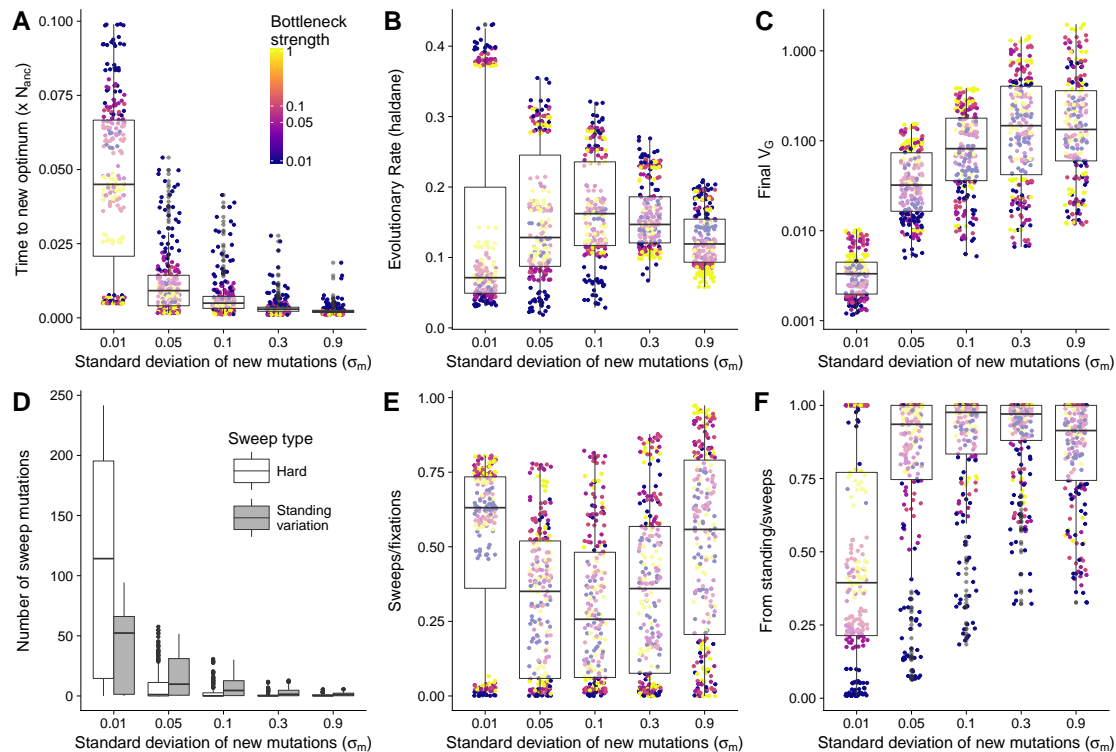 A
Bottleneck
strength
1
0.1
0.05
0.01
Time to new optimum (x Nanc)
0.100
0.075
0.050
0.025
0.000
0.01 0.05 0.1 0.3 0.9
Standard deviation of new mutations (σm)
B
Evolutionary Rate (haldane)
0.4
0.3
0.2
0.1
0.0
0.01 0.05 0.1 0.3 0.9
Standard deviation of new mutations (σm)
C
Final VG
1.000
0.100
0.010
0.001
0.01 0.05 0.1 0.3 0.9
Standard deviation of new mutations (σm)
D
Sweep type
Hard
Standing
variation
Number of sweep mutations
250
200
150
100
50
0
0.01 0.05 0.1 0.3 0.9
Standard deviation of new mutations (σm)
E
Sweeps/fixations
1.00
0.75
0.50
0.25
0.00
0.01 0.05 0.1 0.3 0.9
Standard deviation of new mutations (σm)
F
From standing/sweeps
1.00
0.75
0.50
0.25
0.00
0.01 0.05 0.1 0.3 0.9
Standard deviation of new mutations (σm)